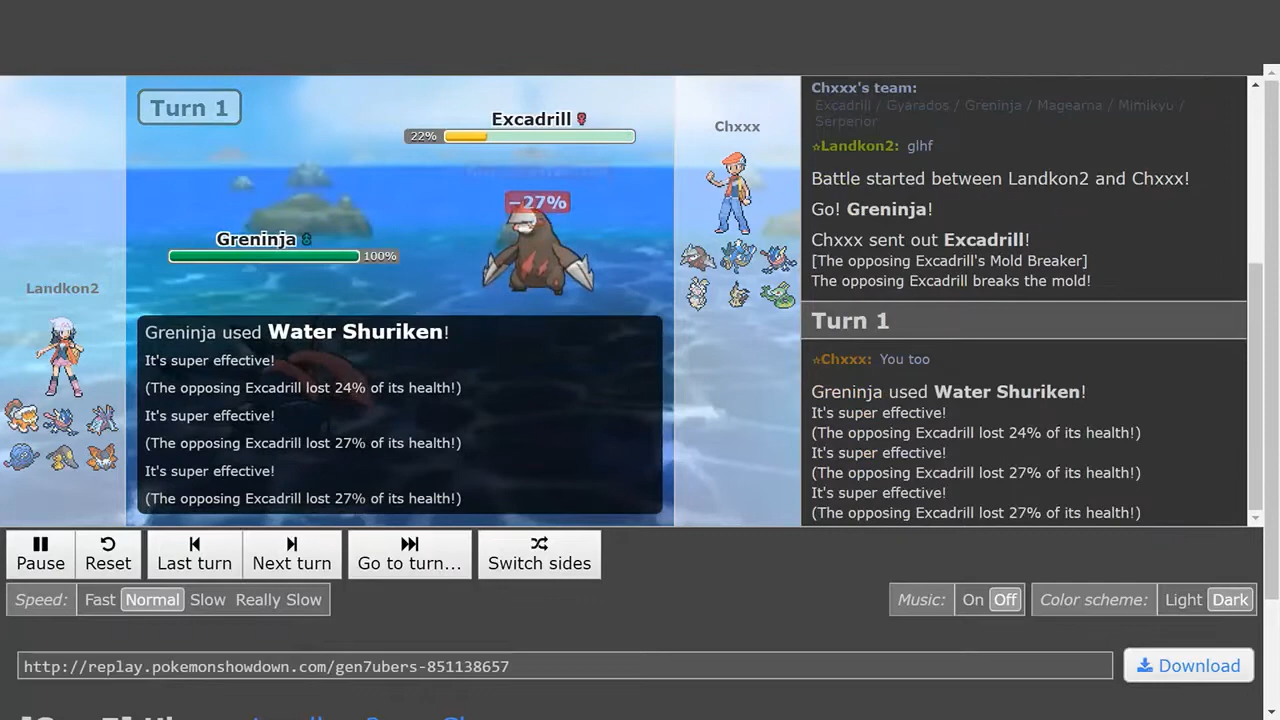 Turn 1
Excadrill
22%
−27%
Greninja
100%
Landkon2
Chxxx
Greninja used Water Shuriken!
It's super effective!
(The opposing Excadrill lost 24% of its health!)
It's super effective!
(The opposing Excadrill lost 27% of its health!)
It's super effective!
(The opposing Excadrill lost 27% of its health!)
Chxxx's team:
Excadrill / Gyarados / Greninja / Magearna / Mimikyu /
Serperior
☆Landkon2: glhf
Battle started between Landkon2 and Chxxx!
Go! Greninja!
Chxxx sent out Excadrill!
[The opposing Excadrill's Mold Breaker]
The opposing Excadrill breaks the mold!
Turn 1
☆Chxxx: You too
Greninja used Water Shuriken!
It's super effective!
(The opposing Excadrill lost 24% of its health!)
It's super effective!
(The opposing Excadrill lost 27% of its health!)
It's super effective!
(The opposing Excadrill lost 27% of its health!)
Pause Reset Last turn Next turn Go to turn... Switch sides
Speed: Fast Normal Slow Really Slow Music: On Off Color scheme: Light Dark
http://replay.pokemonshowdown.com/gen7ubers-851138657
Download